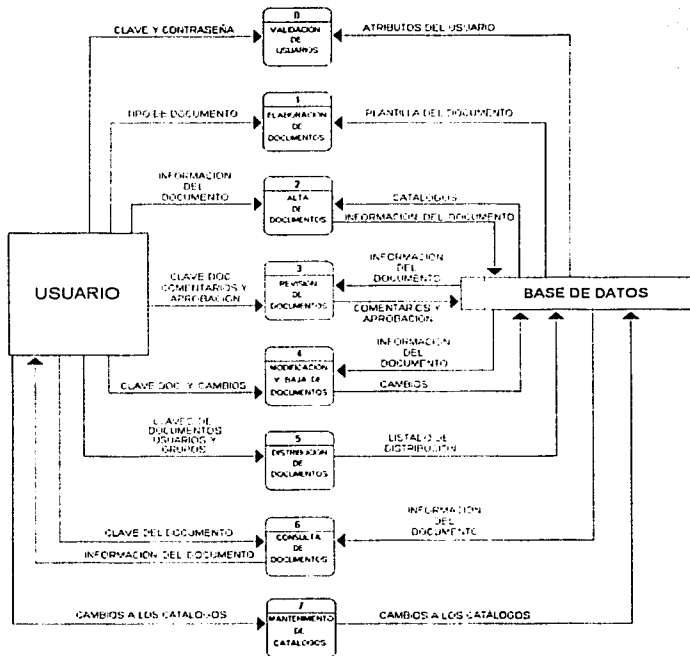 0
CLAVE Y CONTRASEÑA
VALIDACION
DE
USUARIOS
ATRIBUTOS DEL USUARIO
1
TIPO DE DOCUMENTO
ELABORACION
DE
DOCUMENTOS
PLANTILLA DEL DOCUMENTO
INFORMACION
DEL
DOCUMENTO
2
ALTA
DE
DOCUMENTOS
CATALOGOS
INFORMACION DEL DOCUMENTO
USUARIO
CLAVE DOC
COMENTARIOS Y
APROBACION
3
REVISION
DE
DOCUMENTOS
INFORMACION
DEL
DOCUMENTO
COMENTARIOS Y
APROBACION
BASE DE DATOS
CLAVE DOC Y CAMBIOS
4
MODIFICACION
Y BAJA DE
DOCUMENTOS
INFORMACION
DEL
DOCUMENTO
CAMBIOS
CLAVES DE
DOCUMENTOS
USUARIOS Y
GRUPOS
5
DISTRIBUCION
DE
DOCUMENTOS
LISTADO DE
DISTRIBUCION
CLAVE DEL DOCUMENTO
INFORMACION DEL DOCUMENTO
6
CONSULTA
DE
DOCUMENTOS
INFORMACION
DEL
DOCUMENTO
CAMBIOS A LOS CATÁLOGOS
7
MANTENIMIENTO
DE
CATÁLOGOS
CAMBIOS A LOS CATÁLOGOS